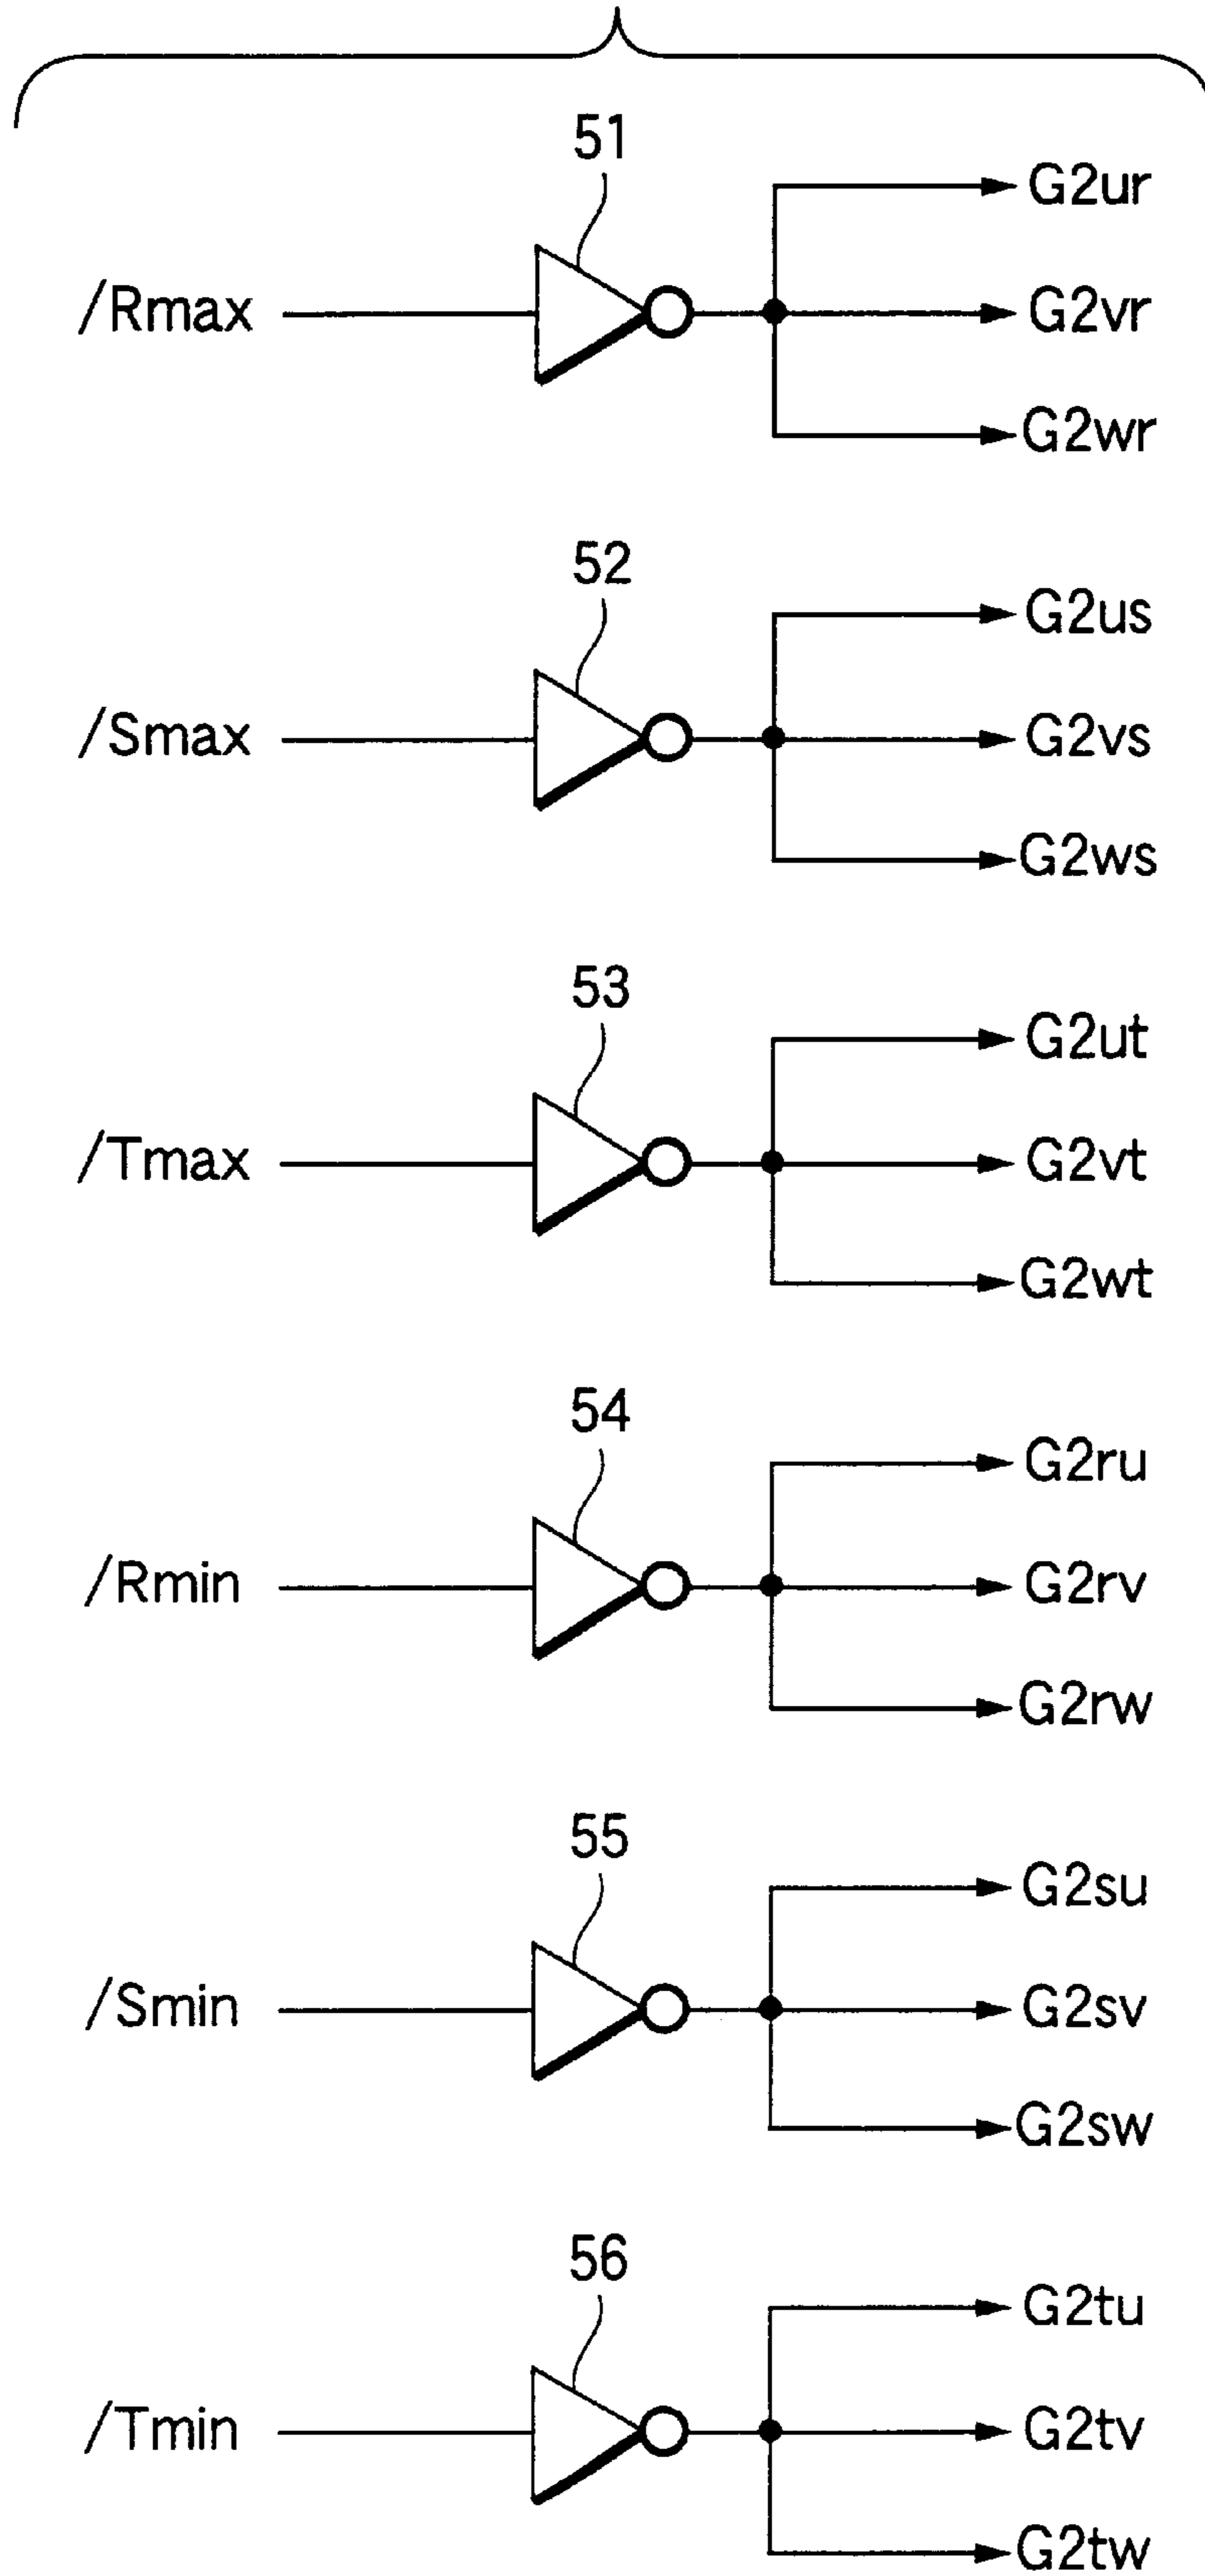 51
G2ur
/Rmax
G2vr
G2wr
52
G2us
/Smax
G2vs
G2ws
53
G2ut
/Tmax
G2vt
G2wt
54
G2ru
/Rmin
G2rv
G2rw
55
G2su
/Smin
G2sv
G2sw
56
G2tu
/Tmin
G2tv
G2tw